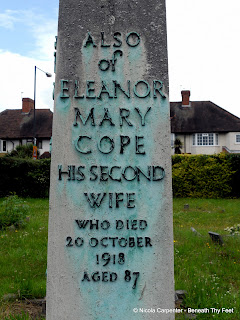 ALSO
of
ELEANOR
MARY
COPE
HIS SECOND
WIFE
WHO DIED
20 OCTOBER
1918
AGED 87
© Nicola Carpenter - Beneath Thy Feet